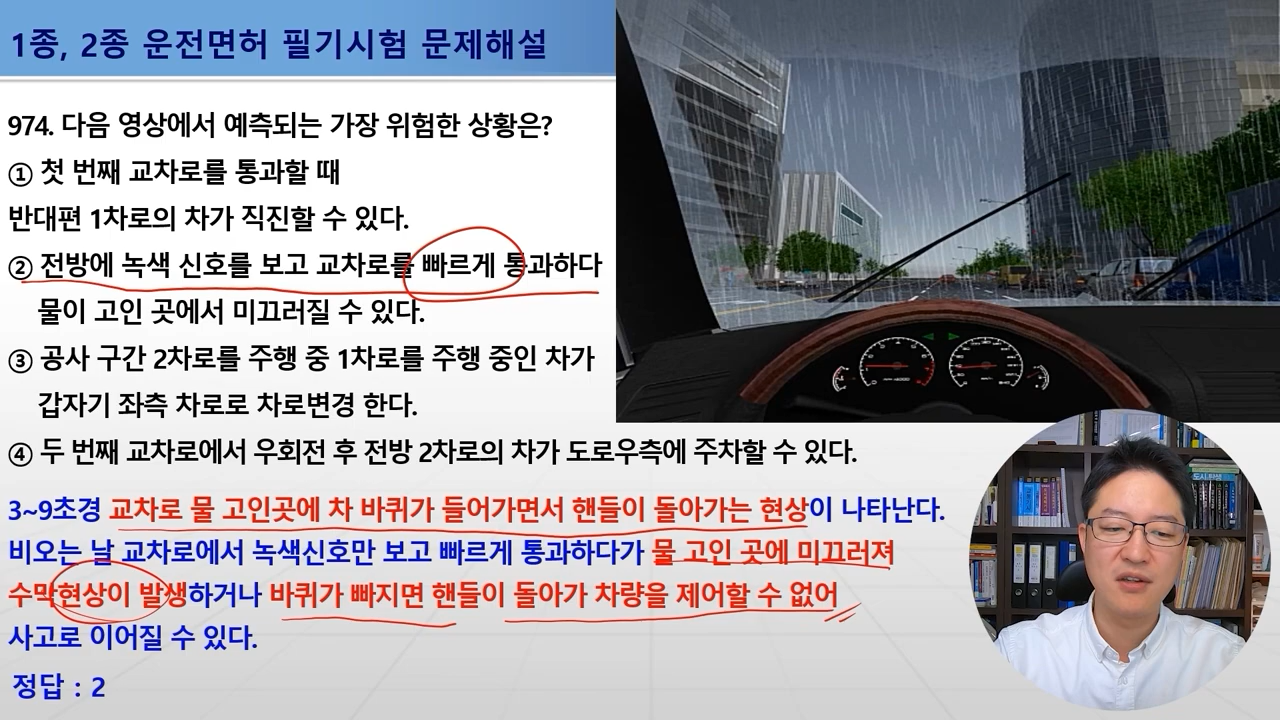 1종, 2종 운전면허 필기시험 문제해설
974. 다음 영상에서 예측되는 가장 위험한 상황은?
① 첫 번째 교차로를 통과할 때
반대편 1차로의 차가 직진할 수 있다.
② 전방에 녹색 신호를 보고 교차로를 빠르게 통과하다
물이 고인 곳에서 미끄러질 수 있다.
③ 공사 구간 2차로를 주행 중 1차로를 주행 중인 차가
갑자기 좌측 차로로 차로변경 한다.
④ 두 번째 교차로에서 우회전 후 전방 2차로의 차가 도로우측에 주차할 수 있다.
3~9초경 교차로 물 고인곳에 차 바퀴가 들어가면서 핸들이 돌아가는 현상이 나타난다.
비오는 날 교차로에서 녹색신호만 보고 빠르게 통과하다가 물 고인 곳에 미끄러져
수막현상이 발생하거나 바퀴가 빠지면 핸들이 돌아가 차량을 제어할 수 없어
사고로 이어질 수 있다.
정답 : 2